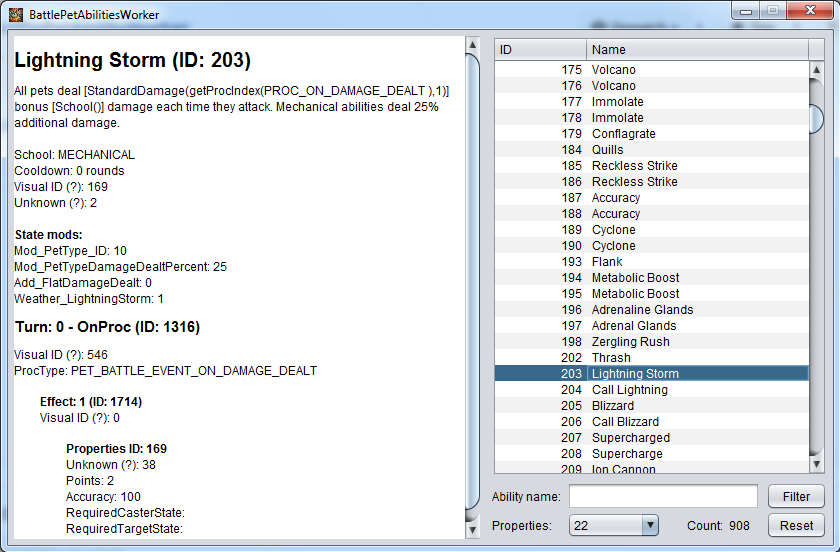 BattlePetAbilitiesWorker
Lightning Storm (ID: 203)
All pets deal [StandardDamage(getProcIndex(PROC_ON_DAMAGE_DEALT ),1)]
bonus [School()] damage each time they attack. Mechanical abilities deal 25%
additional damage.
School: MECHANICAL
Cooldown: 0 rounds
Visual ID (?): 169
Unknown (?): 2
State mods:
Mod_PetType_ID: 10
Mod_PetTypeDamageDealtPercent: 25
Add_FlatDamageDealt: 0
Weather_LightningStorm: 1
Turn: 0 - OnProc (ID: 1316)
Visual ID (?): 546
ProcType: PET_BATTLE_EVENT_ON_DAMAGE_DEALT
Effect: 1 (ID: 1714)
Visual ID (?): 0
Properties ID: 169
Unknown (?): 38
Points: 2
Accuracy: 100
RequiredCasterState:
RequiredTargetState:
ID Name
175 Volcano
176 Volcano
177 Immolate
178 Immolate
179 Conflagrate
184 Quills
185 Reckless Strike
186 Reckless Strike
187 Accuracy
188 Accuracy
189 Cyclone
190 Cyclone
193 Flank
194 Metabolic Boost
195 Metabolic Boost
196 Adrenaline Glands
197 Adrenal Glands
198 Zergling Rush
202 Thrash
203 Lightning Storm
204 Call Lightning
205 Blizzard
206 Call Blizzard
207 Supercharged
208 Supercharge
209 Ion Cannon
Ability name: Filter
Properties: 22 Count: 908 Reset